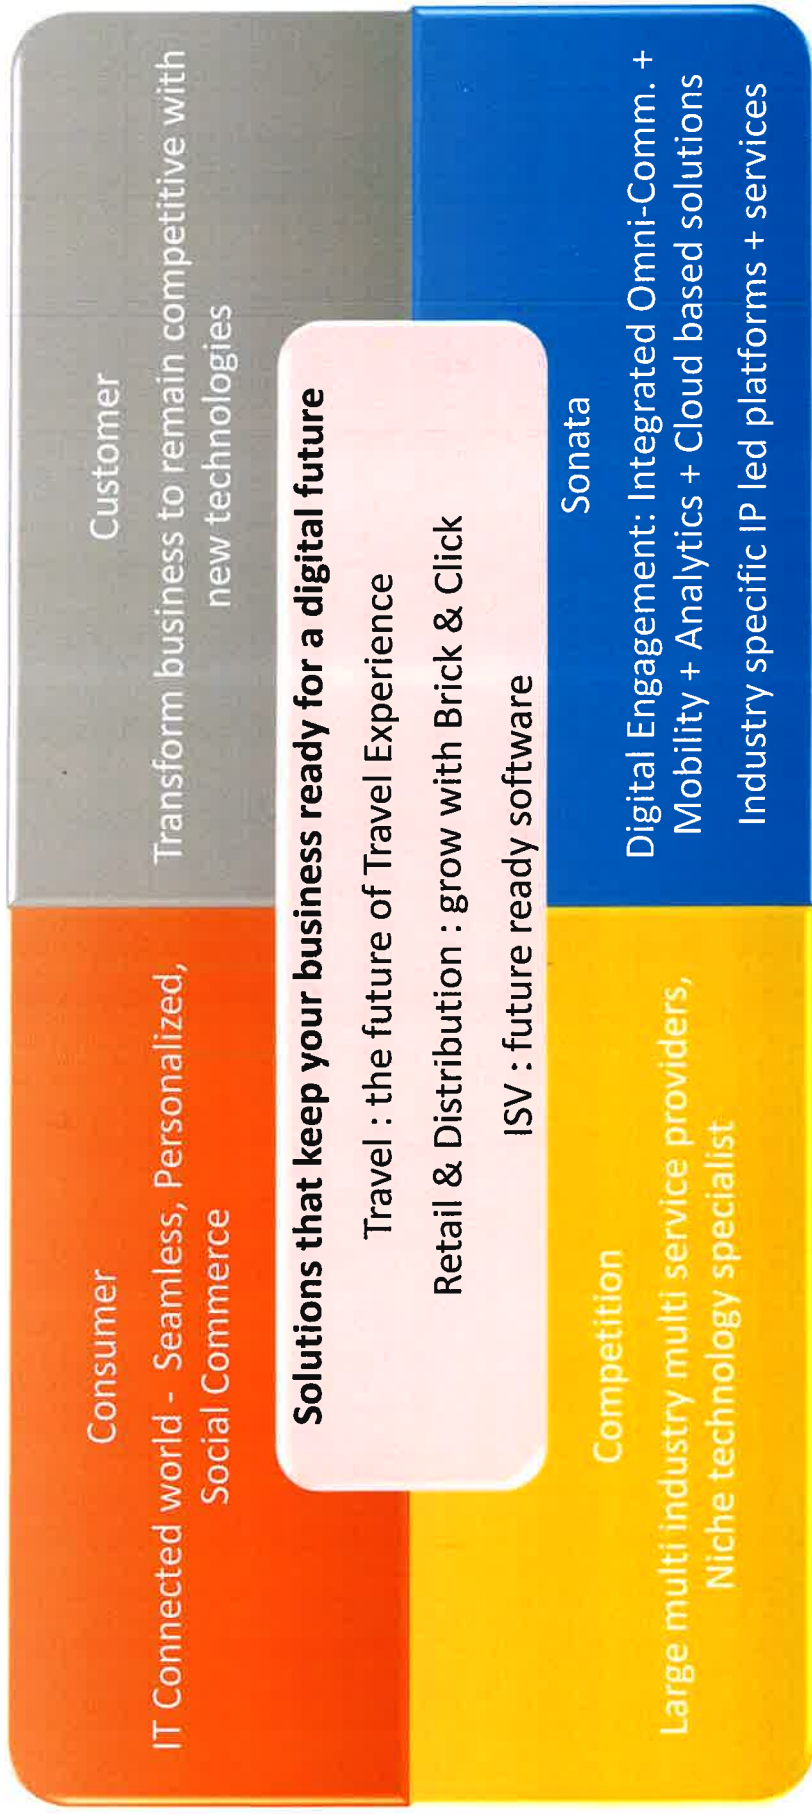 Consumer
IT Connected world - Seamless, Personalized,
Social Commerce
Customer
Transform business to remain competitive with
new technologies
Solutions that keep your business ready for a digital future
Travel : the future of Travel Experience
Retail & Distribution : grow with Brick & Click
ISV : future ready software
Competition
Large multi industry multi service providers,
Niche technology specialist
Sonata
Digital Engagement: Integrated Omni-Comm. +
Mobility + Analytics + Cloud based solutions
Industry specific IP led platforms + services